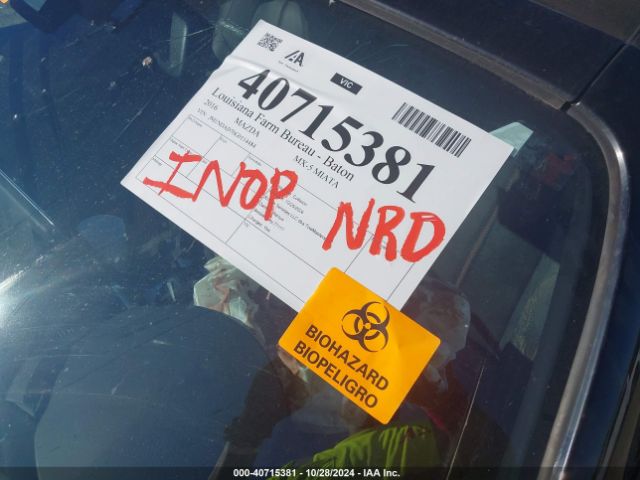 IAA
VIC
40715381
Louisiana Farm Bureau - Baton
2016 MAZDA MX-5 MIATA
VIN:
INOP NRD
BIOHAZARD
BIOPELIGRO
000-40715381 - 10/28/2024 - IAA Inc.